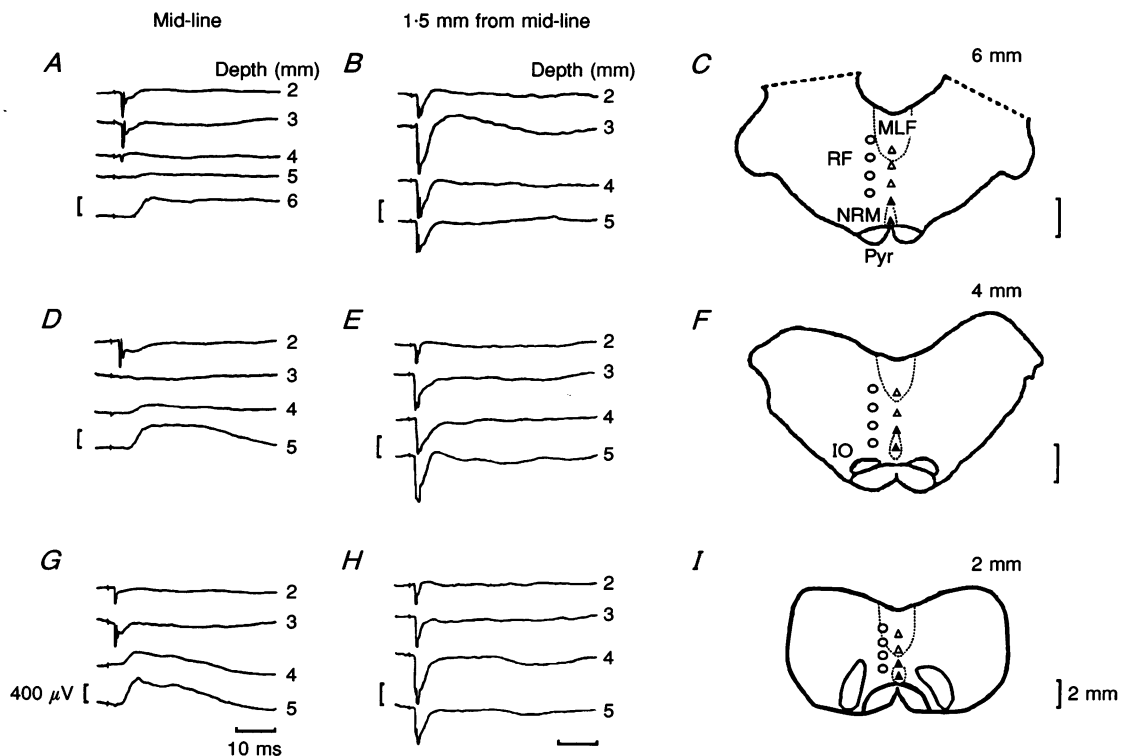 Mid-line
1·5 mm from mid-line
A
Depth (mm)
2
3
4
5
6
B
Depth (mm)
2
3
4
5
C
6 mm
MLF
RF
NRM
Pyr
D
2
3
4
5
E
2
3
4
5
F
4 mm
IO
G
2
3
4
5
400 μV
10 ms
H
2
3
4
5
I
2 mm
2 mm